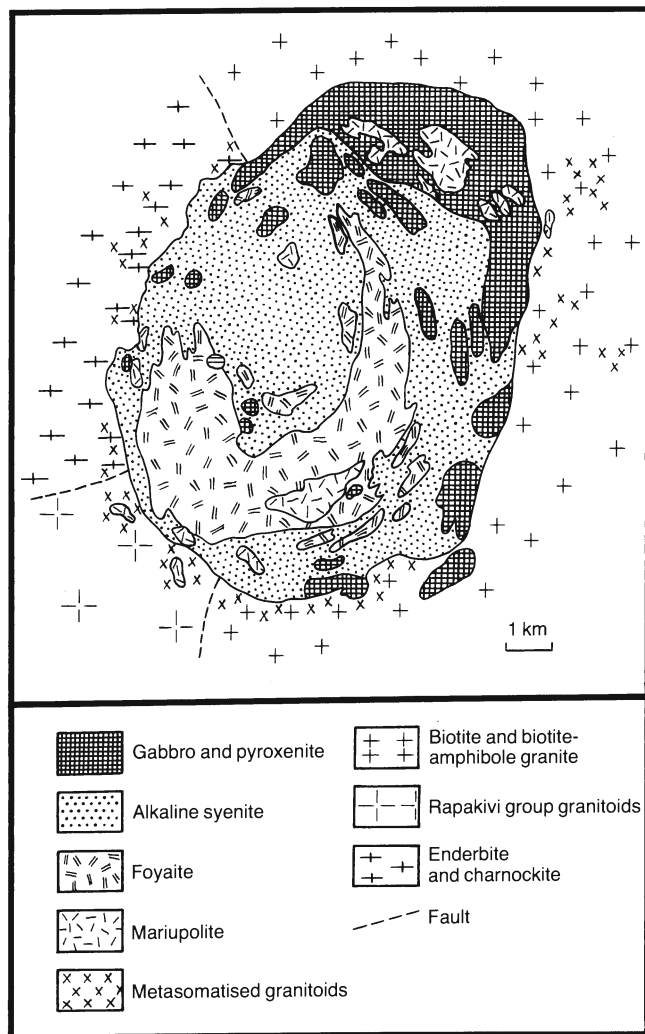 1 km
Gabbro and pyroxenite
Alkaline syenite
Foyaite
Mariupolite
Metasomatised granitoids
Biotite and biotite-
amphibole granite
Rapakivi group granitoids
Enderbite
and charnockite
Fault